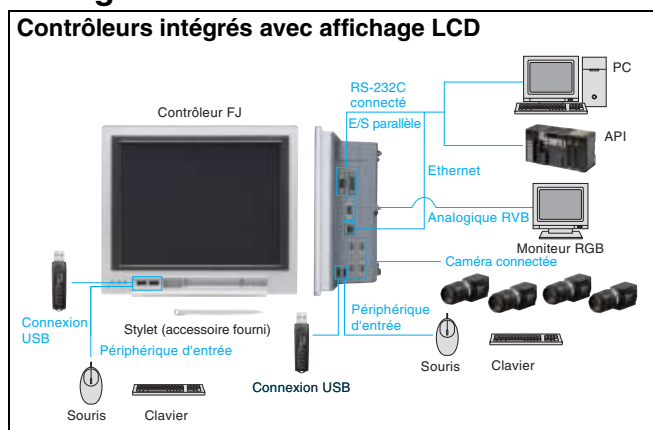 Contrôleurs intégrés avec affichage LCD
PC
RS-232C
connecté
Contrôleur FJ
E/S parallèle
API
Ethernet
Analogique RVB
Moniteur RGB
Caméra connectée
Connexion
USB
Stylet (accessoire fourni)
Périphérique
d'entrée
Périphérique d'entrée
Souris
Clavier
Connexion USB
Souris
Clavier